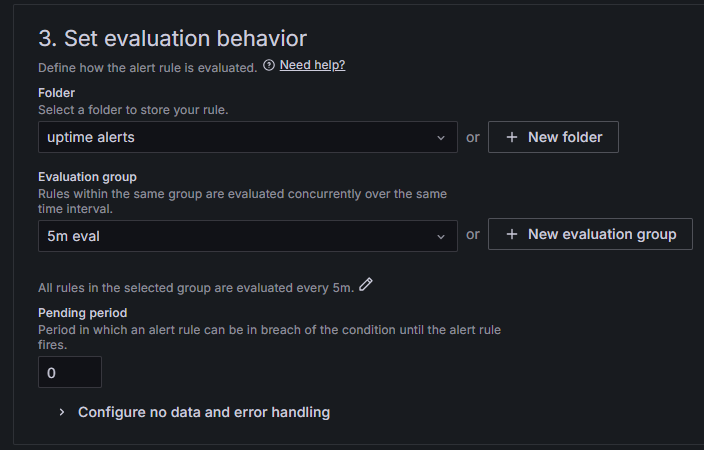 3. Set evaluation behavior
Define how the alert rule is evaluated. Need help?
Folder
Select a folder to store your rule.
uptime alerts or + New folder
Evaluation group
Rules within the same group are evaluated concurrently over the same
time interval.
5m eval or + New evaluation group
All rules in the selected group are evaluated every 5m.
Pending period
Period in which an alert rule can be in breach of the condition until the alert rule
fires.
0
Configure no data and error handling